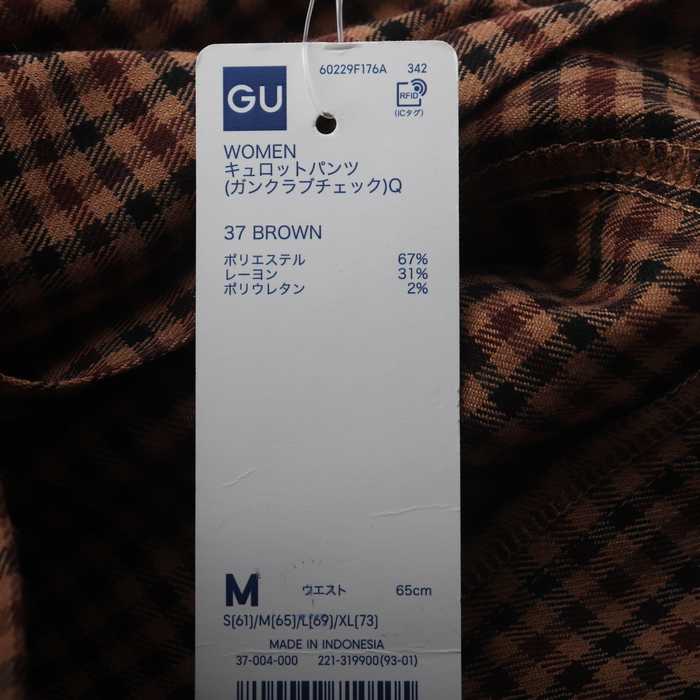 GU
60229F176A 342
RFID
(ICタグ)
WOMEN
キュロットパンツ
(ガンクラブチェック)Q
37 BROWN
ポリエステル 67%
レーヨン 31%
ポリウレタン 2%
M ウエスト 65cm
S(61)/M(65)/L(69)/XL(73)
MADE IN INDONESIA
37-004-000 221-319900(93-01)